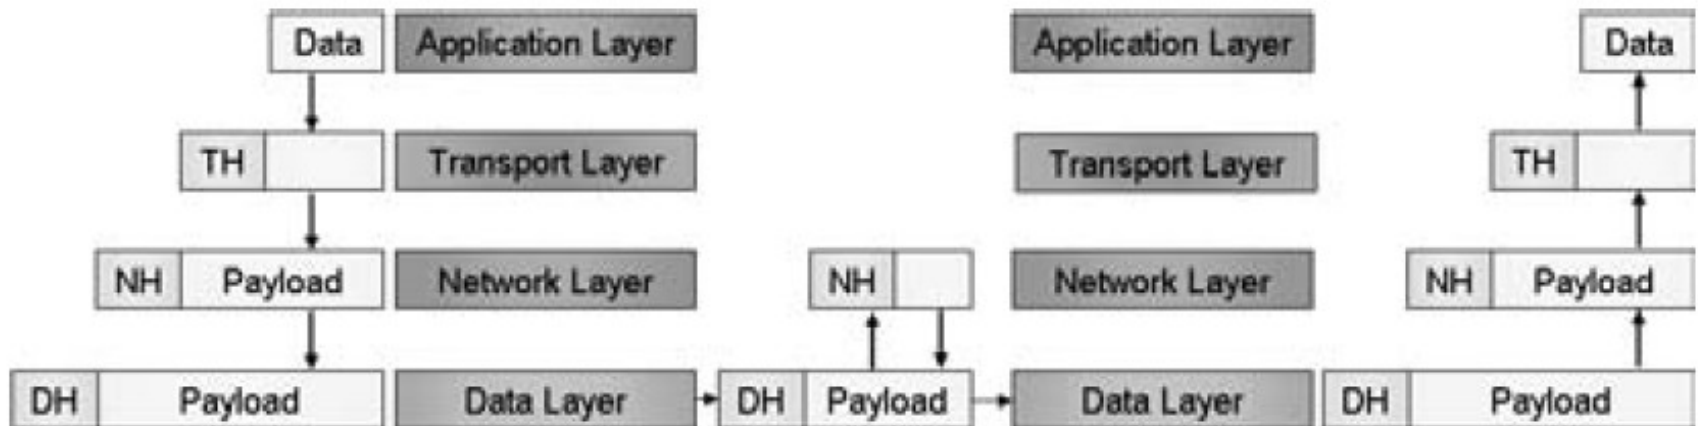 Data Application Layer Application Layer Data
TH Transport Layer Transport Layer TH
NH Payload Network Layer NH Network Layer NH Payload
DH Payload Data Layer DH Payload Data Layer DH Payload